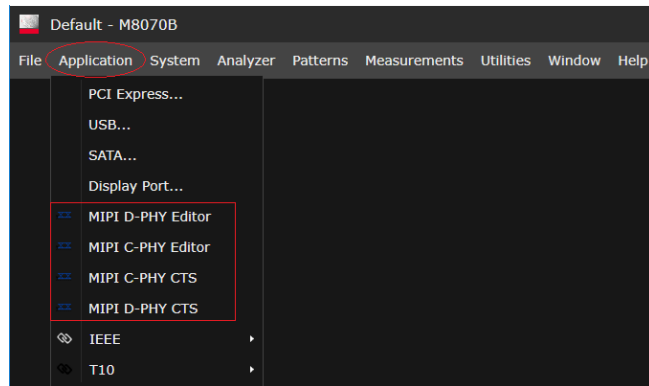 Default - M8070B
File Application System Analyzer Patterns Measurements Utilities Window Help
PCI Express...
USB...
SATA...
Display Port...
MIPI D-PHY Editor
MIPI C-PHY Editor
MIPI C-PHY CTS
MIPI D-PHY CTS
IEEE
T10